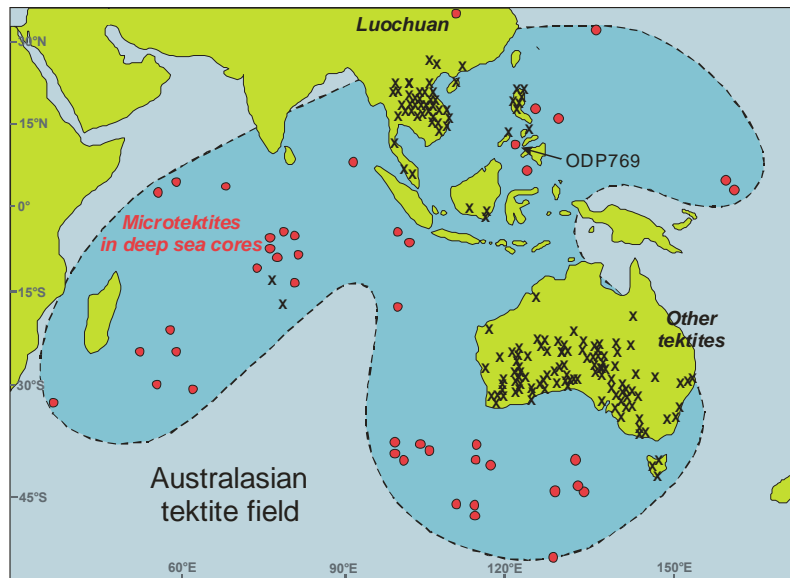 Luochuan
30°N
15°N
ODP769
0°
Microtektites
in deep sea cores
15°S
Other
tektites
30°S
Australasian
tektite field
45°S
60°E
90°E
120°E
150°E